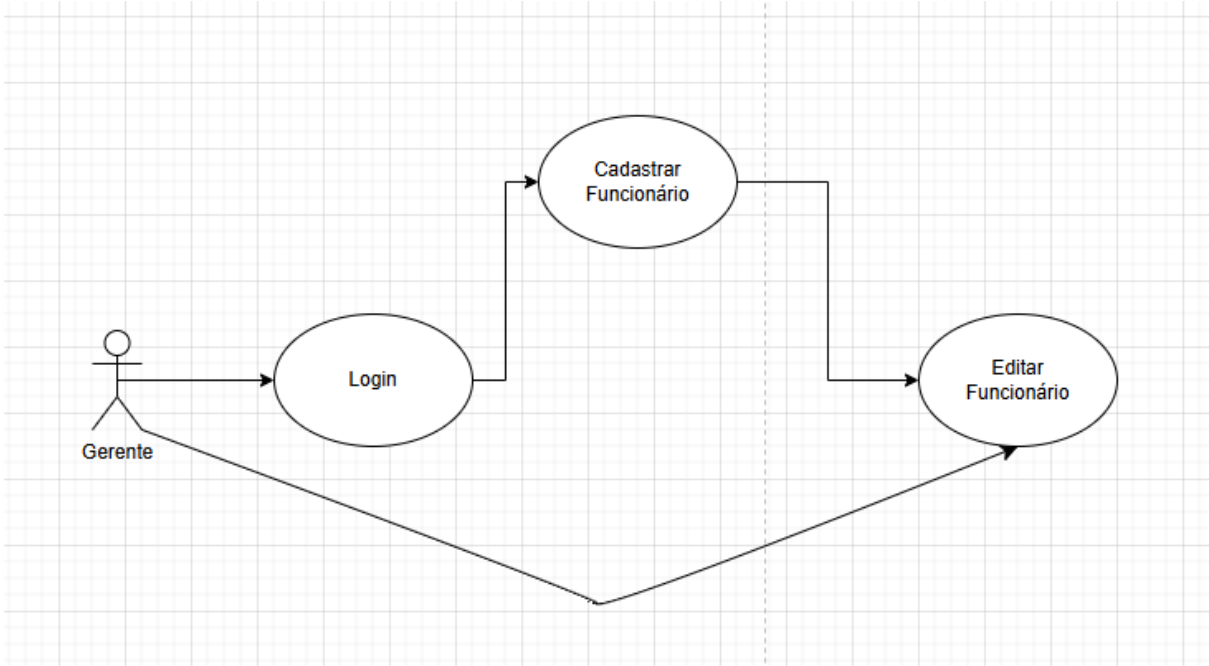 Cadastrar
Funcionário
Login
Editar
Funcionário
Gerente